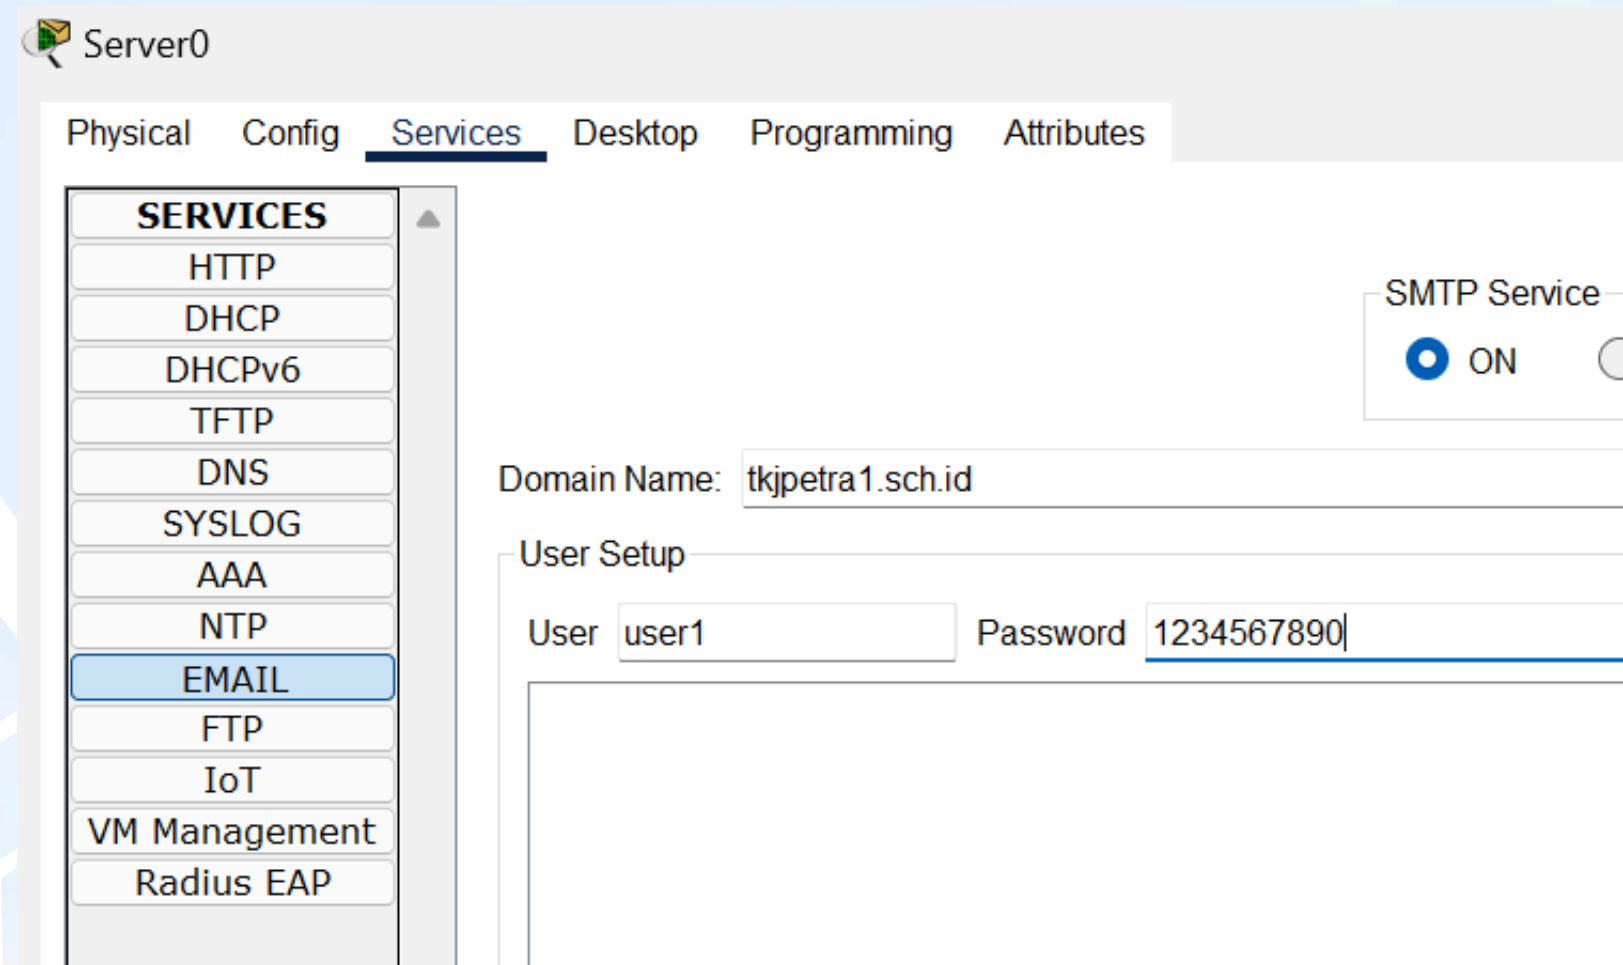 Server0
Physical Config Services Desktop Programming Attributes
SERVICES
HTTP
DHCP
DHCPv6
TFTP
DNS
SYSLOG
AAA
NTP
EMAIL
FTP
IoT
VM Management
Radius EAP
SMTP Service
ON
Domain Name: tkjpetra1.sch.id
User Setup
User user1 Password 1234567890